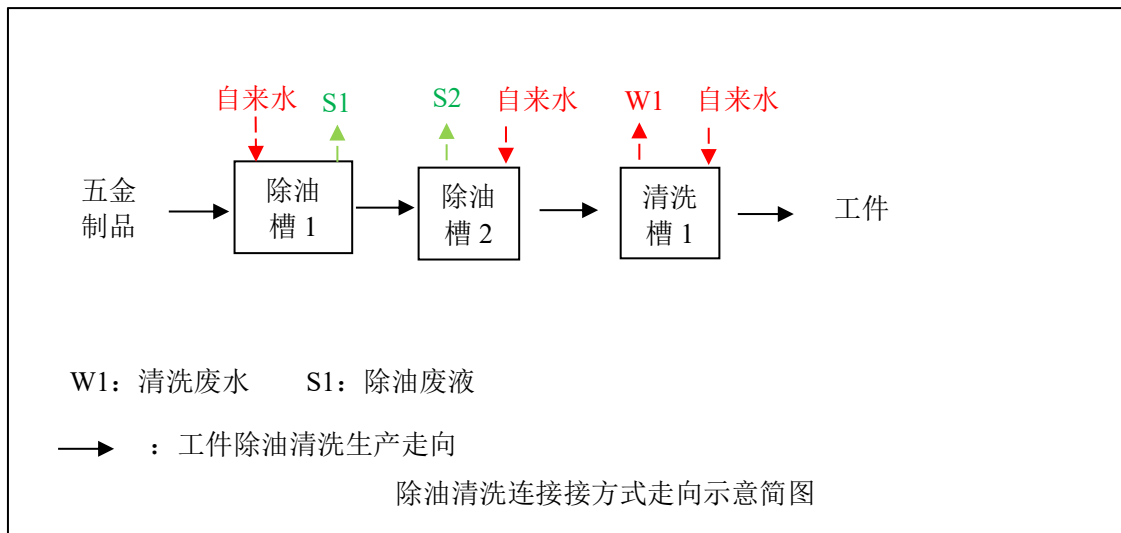 自来水 S1 S2 自来水 W1 自来水
五金
制品
除油
槽 1
除油
槽 2
清洗
槽 1
工件
W1：清洗废水 S1：除油废液
：工件除油清洗生产走向
除油清洗连接接方式走向示意简图